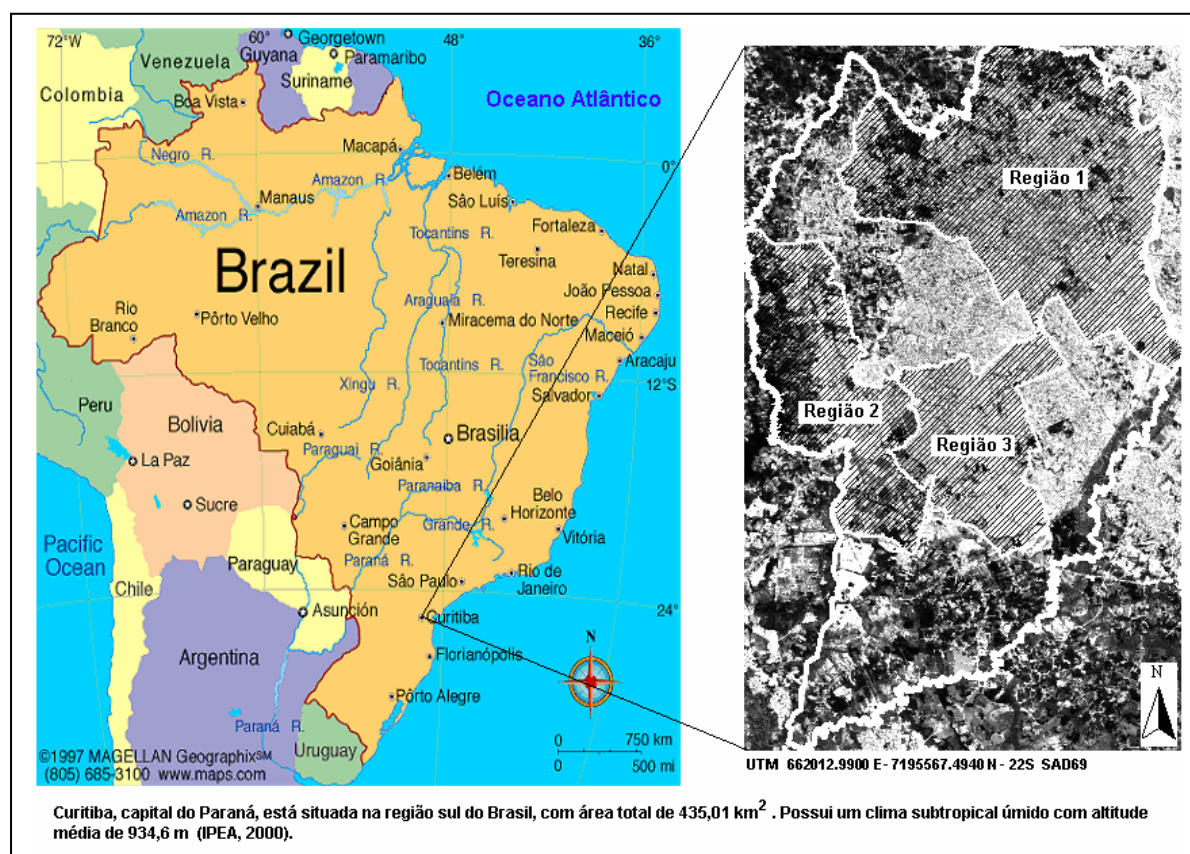 72°W
60°
48°
36°
Georgetown
Guyana
Paramaribo
Venezuela
Suriname
Colombia
Boa Vista
Oceano Atlântico
Macapá
Negro R.
0°
Belém
Amazon R.
Manaus
São Luís
Amazon R.
Fortaleza
Tocantins R.
Teresina
Brazil
Natal
João Pessoa
Araguaia R.
Rio Branco
Pôrto Velho
Miracema do Norte
Recife
Maceió
Aracaju
Tocantins R.
São Francisco R.
Xingu R.
12°S
Peru
Salvador
Bolivia
Cuiabá
Brasilia
Paraguai R.
La Paz
Goiânia
Paranaiba R.
Sucre
Belo Horizonte
Campo Grande
Grande R.
Vitória
Pacific Ocean
Paraguay
Paraná R.
Chile
São Paulo
Rio de Janeiro
Asunción
24°
Curitiba
Argentina
N
Florianópolis
Pôrto Alegre
Paraná R.
Uruguay
0 750 km
0 500 mi
©1997 MAGELLAN Geographix℠
(805) 685-3100 www.maps.com
Região 1
Região 2
Região 3
N
UTM 662012.9900 E - 7195567.4940 N - 22S SAD69
Curitiba, capital do Paraná, está situada na região sul do Brasil, com área total de 435,01 km². Possui um clima subtropical úmido com altitude
média de 934,6 m (IPEA, 2000).